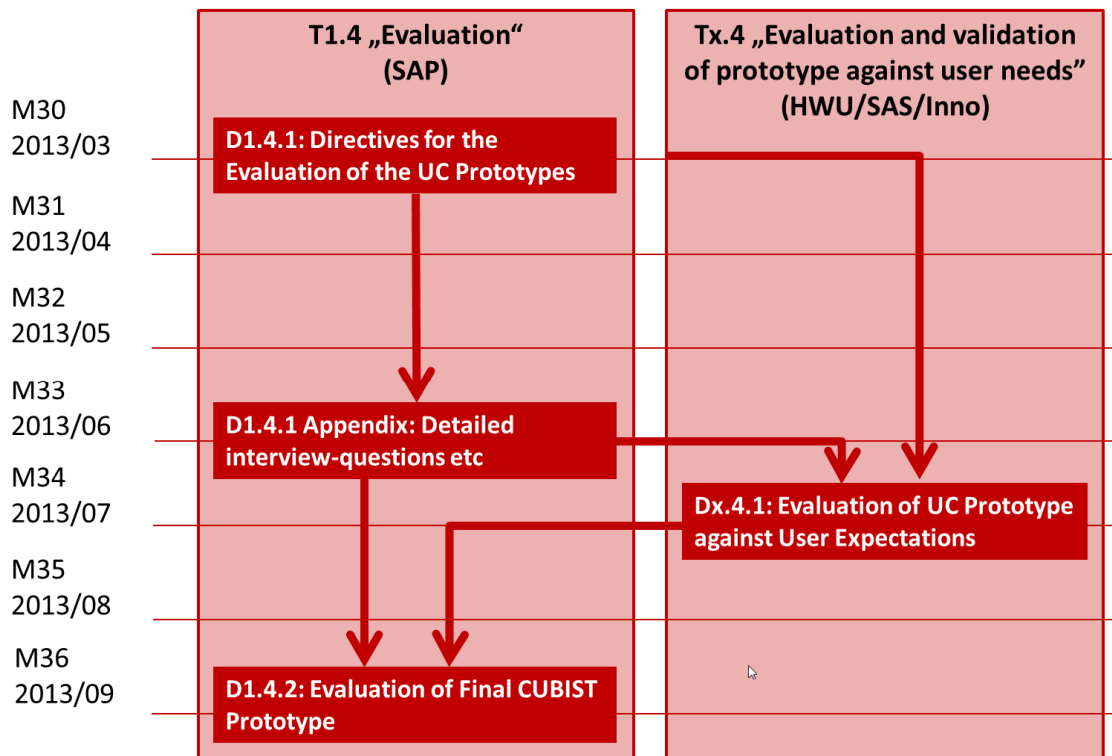 T1.4 „Evaluation“
(SAP)
Tx.4 „Evaluation and validation
of prototype against user needs”
(HWU/SAS/Inno)
M30
2013/03
D1.4.1: Directives for the
Evaluation of the UC Prototypes
M31
2013/04
M32
2013/05
M33
2013/06
D1.4.1 Appendix: Detailed
interview-questions etc
M34
2013/07
Dx.4.1: Evaluation of UC Prototype
against User Expectations
M35
2013/08
M36
2013/09
D1.4.2: Evaluation of Final CUBIST
Prototype